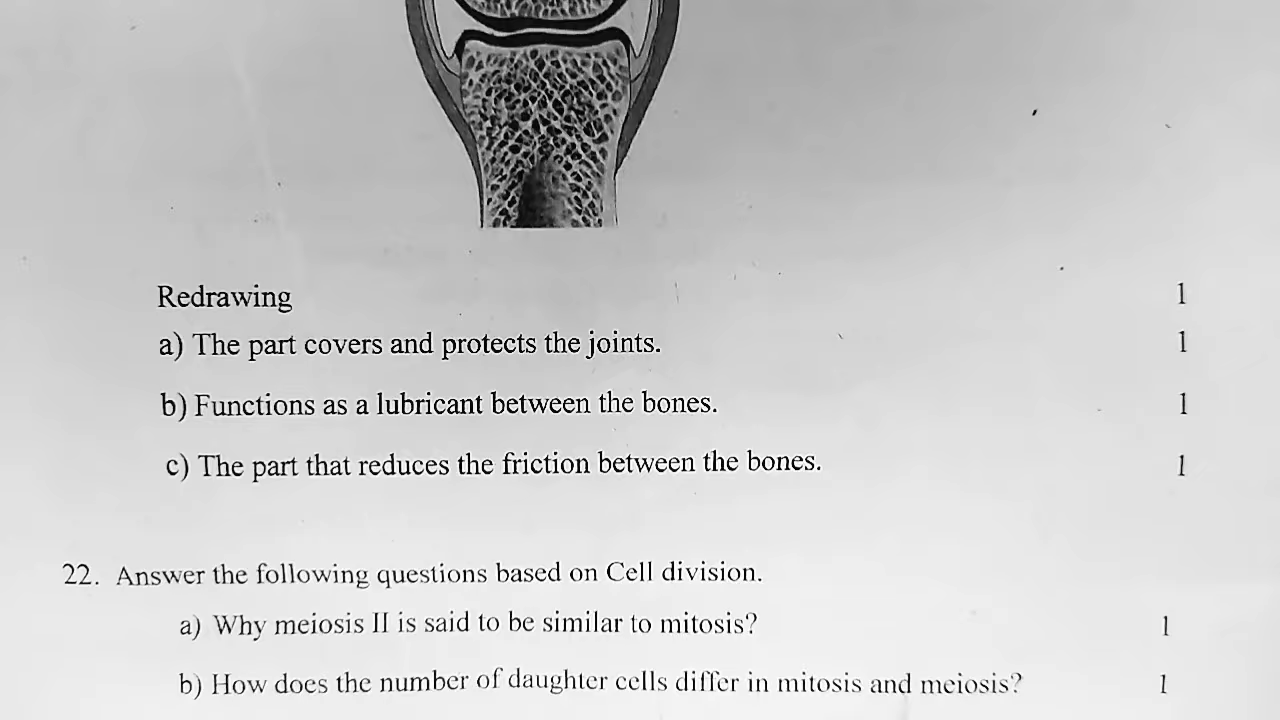 Redrawing 1
a) The part covers and protects the joints. 1
b) Functions as a lubricant between the bones. 1
c) The part that reduces the friction between the bones. 1
22. Answer the following questions based on Cell division.
a) Why meiosis II is said to be similar to mitosis? 1
b) How does the number of daughter cells differ in mitosis and meiosis? 1